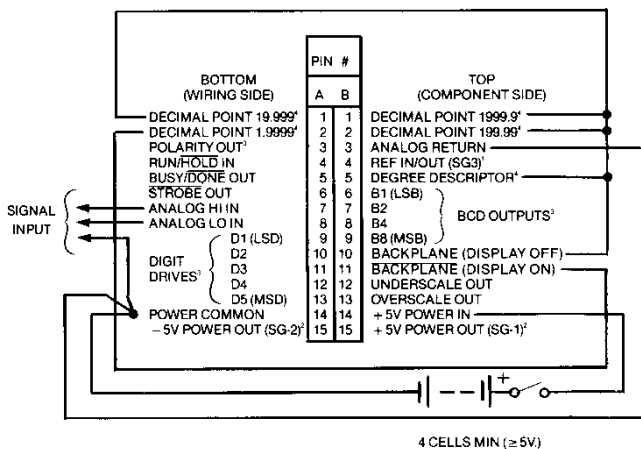 PIN #
BOTTOM
(WIRING SIDE)
A B
TOP
(COMPONENT SIDE)
DECIMAL POINT 19.999⁴ 1 1 DECIMAL POINT 1999.9⁴
DECIMAL POINT 1.9999⁴ 2 2 DECIMAL POINT 199.99⁴
POLARITY OUT³ 3 3 ANALOG RETURN
RUN/HOLD IN 4 4 REF IN/OUT (SG3)¹
BUSY/DONE OUT 5 5 DEGREE DESCRIPTOR⁴
STROBE OUT 6 6 B1 (LSB)
ANALOG HI IN 7 7 B2
ANALOG LO IN 8 8 B4
D1 (LSD) 9 9 B8 (MSB)
D2 10 10 BACKPLANE (DISPLAY OFF)
D3 11 11 BACKPLANE (DISPLAY ON)
D4 12 12 UNDERSCALE OUT
D5 (MSD) 13 13 OVERSCALE OUT
POWER COMMON 14 14 +5V POWER IN
−5V POWER OUT (SG-2)² 15 15 +5V POWER OUT (SG-1)²
SIGNAL
INPUT
DIGIT
DRIVES³
BCD OUTPUTS³
+
4 CELLS MIN (≥ 5V.)